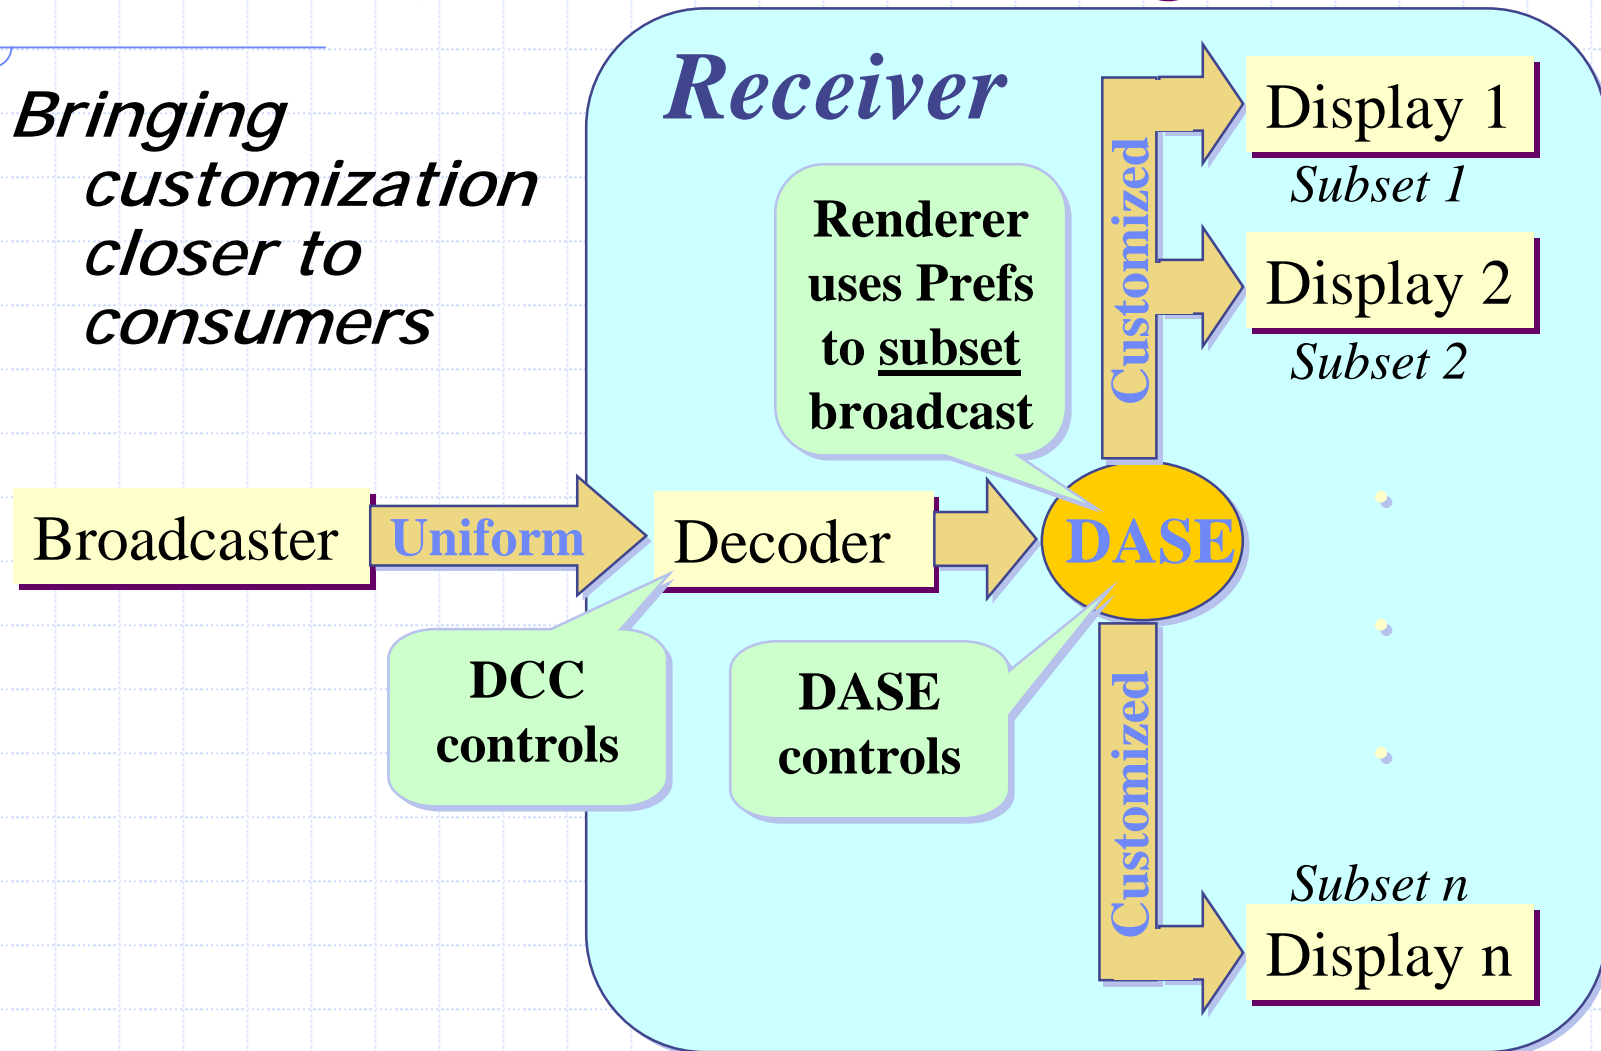 Bringing
customization
closer to
consumers
Receiver
Renderer
uses Prefs
to subset
broadcast
Customized
Display 1
Subset 1
Display 2
Subset 2
Broadcaster
Uniform
Decoder
DASE
DCC
controls
DASE
controls
Customized
Subset n
Display n